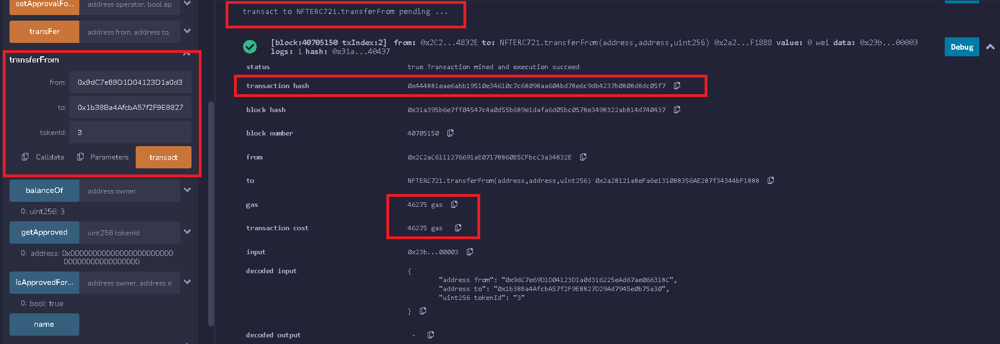 setApprovalFo...
address operator, bool ap
transFer
address from, address to,
transferFrom
from:
0x9dC7e69D1D04123D1a0d3
to:
0x1b38Ba4AfcbA57f2F9E8827
tokenId:
3
Calldata
Parameters
transact
balanceOf
address owner
0: uint256: 3
getApproved
uint256 tokenId
0: address: 0x00000000000000000000000
00000000000000000
isApprovedFor...
address owner, address o
0: bool: true
name
transact to NFTERC721.transferFrom pending ...
[block:40705150 txIndex:2] from: 0x2C2...4832E to: NFTERC721.transferFrom(address,address,uint256) 0x2a2...F1888 value: 0 wei data: 0x23b...00003
logs: 1 hash: 0x31a...40437
Debug
status
true Transaction mined and execution succeed
transaction hash
0x444881eae6abb19510e34610c7c68098aa604bd78e6c9db4237b0808d8dc05f7
block hash
0x31a395b6e7ff04547c4a0d55b689e1dafa6d05bc0578e3498322ab814d740437
block number
40705150
from
0x2C2aC6111276691aE07178860B5CFbcC3a34832E
to
NFTERC721.transferFrom(address,address,uint256) 0x2a28121a8eFa6e131088356AE287f34344bF1888
gas
46275 gas
transaction cost
46275 gas
input
0x23b...00003
decoded input
{
"address from": "0x9dC7e69D1D04123D1a0d316225eAd67ae066318C",
"address to": "0x1b38Ba4AfcbA57f2F9E8827D29Ad7945e0b75a30",
"uint256 tokenId": "3"
}
decoded output
-